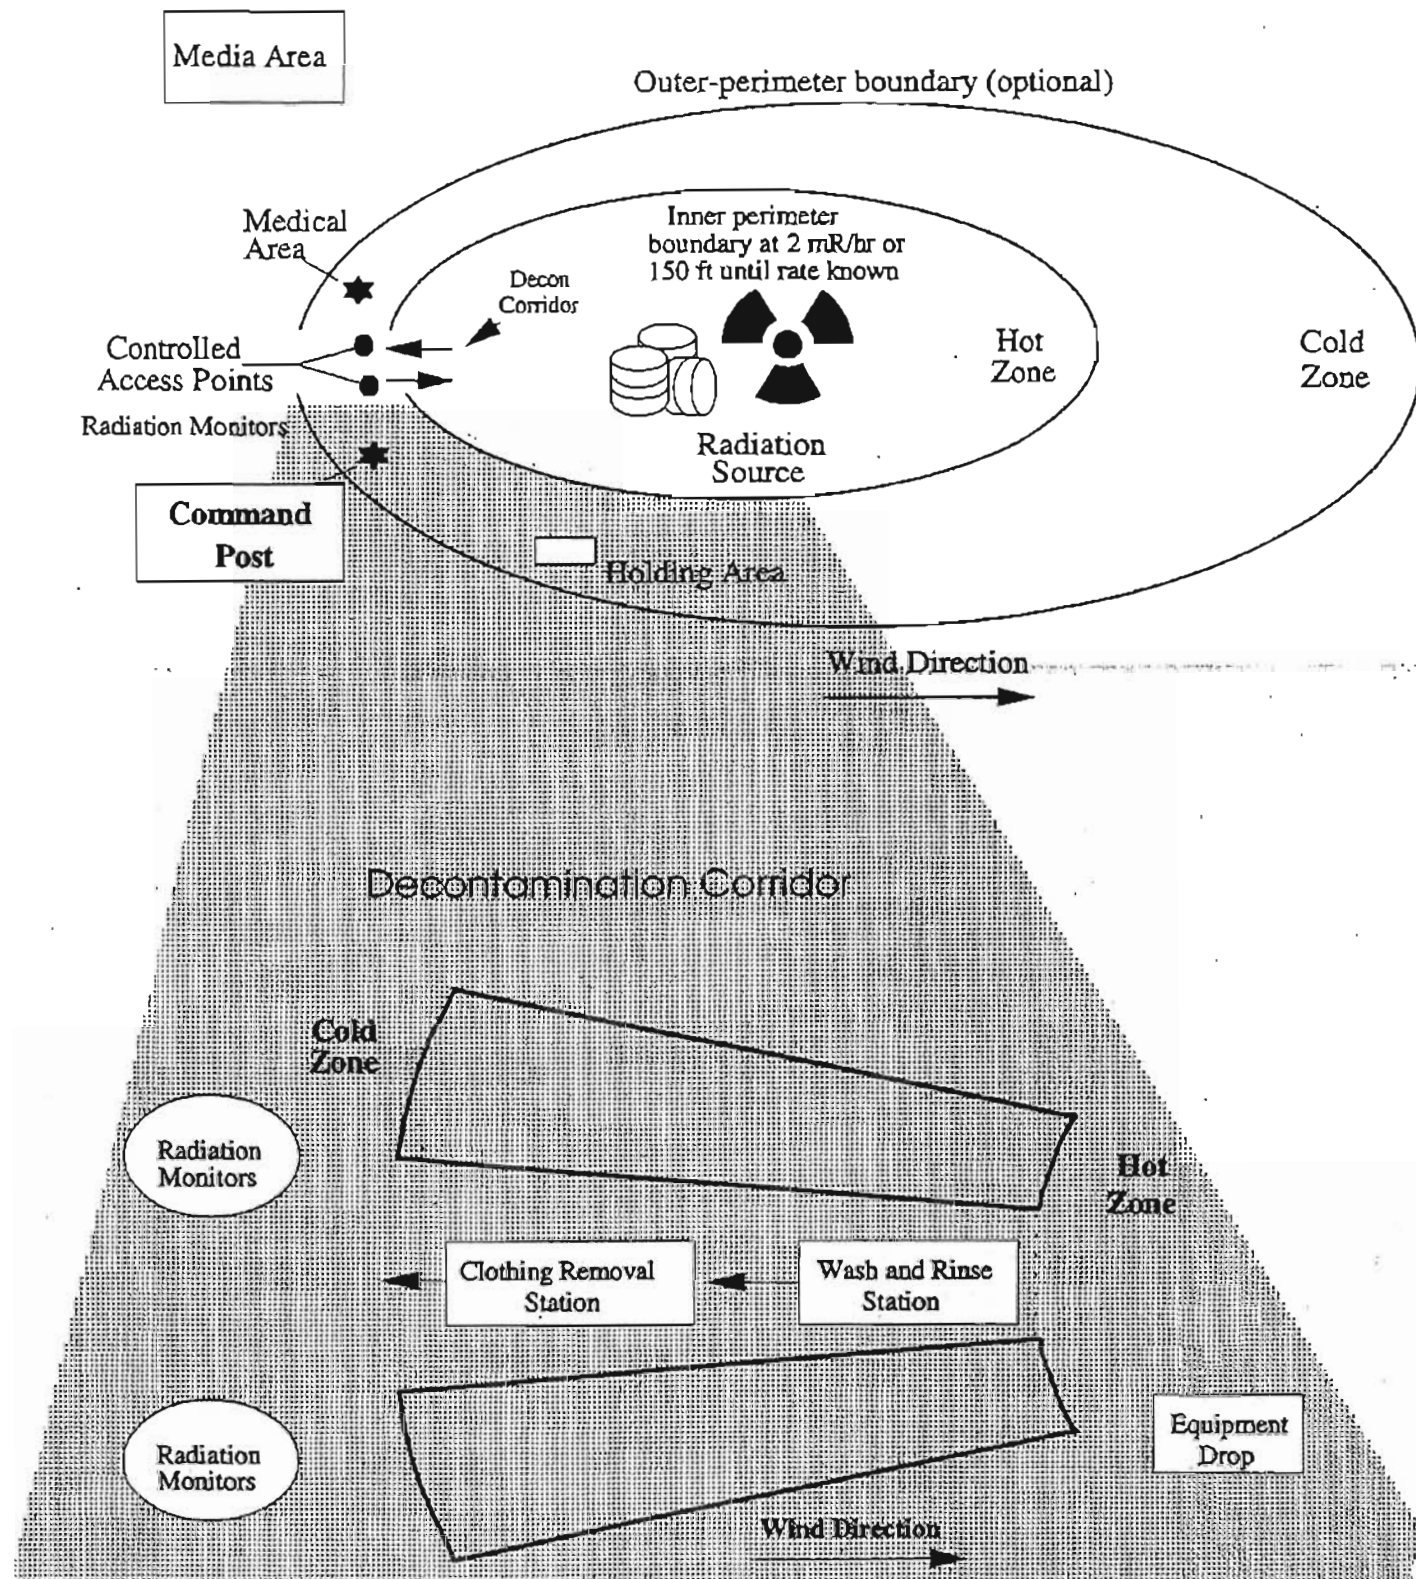 Media Area
Outer-perimeter boundary (optional)
Medical
Area
Inner perimeter
boundary at 2 mR/hr or
150 ft until rate known
Decon
Corridor
Controlled
Access Points
Hot
Zone
Cold
Zone
Radiation Monitors
Radiation
Source
Command
Post
Holding Area
Wind Direction
Decontamination Corridor
Cold
Zone
Radiation
Monitors
Hot
Zone
Clothing Removal
Station
Wash and Rinse
Station
Radiation
Monitors
Equipment
Drop
Wind Direction